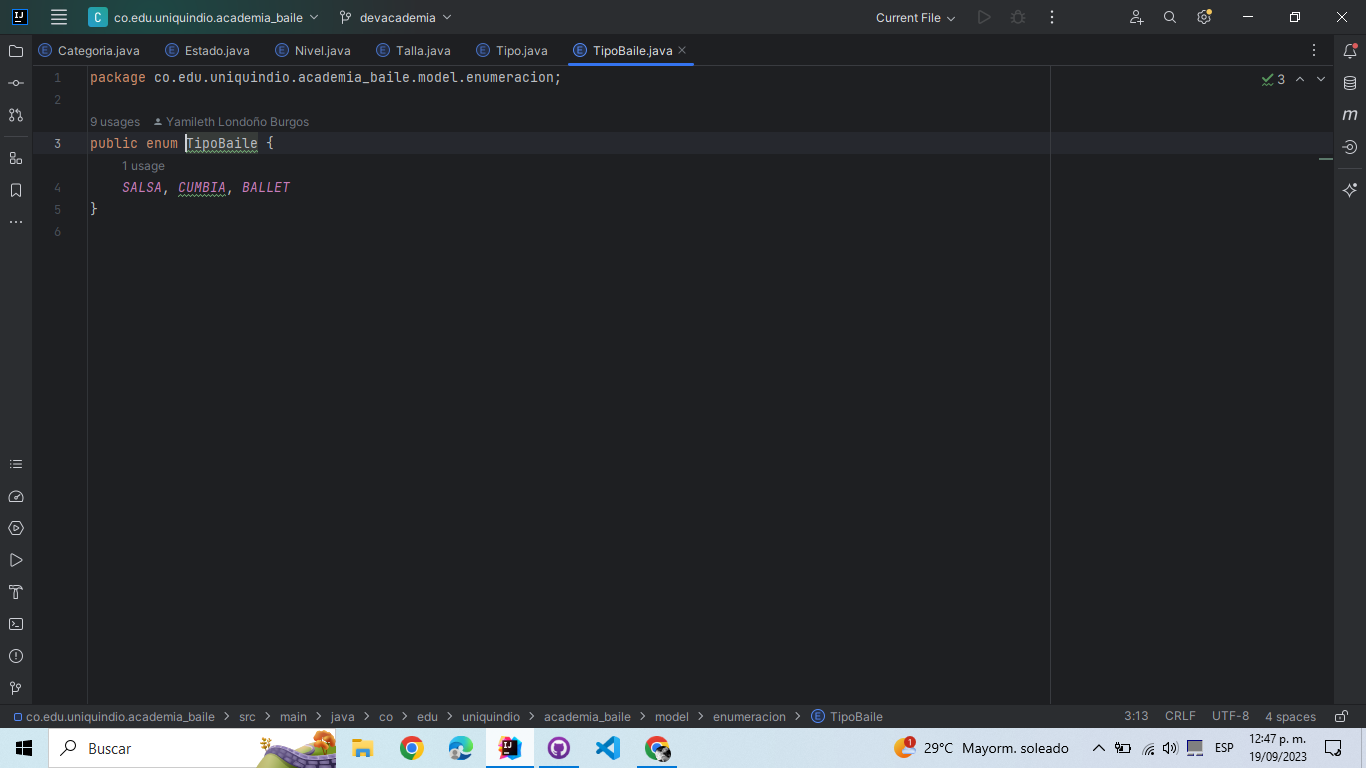 co.edu.uniquindio.academia_baile devacademia Current File
Categoria.java Estado.java Nivel.java Talla.java Tipo.java TipoBaile.java
1 package co.edu.uniquindio.academia_baile.model.enumeracion; 3
2
9 usages Yamileth Londoño Burgos
3 public enum TipoBaile {
1 usage
4 SALSA, CUMBIA, BALLET
5 }
6
co.edu.uniquindio.academia_baile src main java co edu uniquindio academia_baile model enumeracion TipoBaile 3:13 CRLF UTF-8 4 spaces
Buscar 1 29°C Mayorm. soleado ESP 12:47 p. m.
19/09/2023